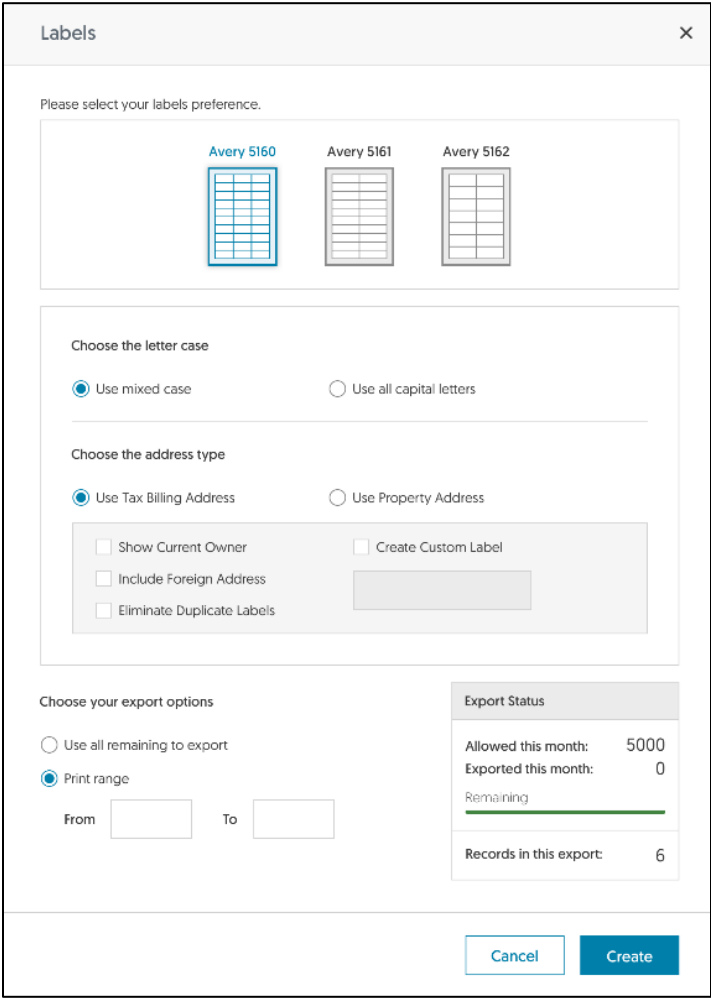 Labels
Please select your labels preference.
Avery 5160 Avery 5161 Avery 5162
Choose the letter case
Use mixed case Use all capital letters
Choose the address type
Use Tax Billing Address Use Property Address
Show Current Owner Create Custom Label
Include Foreign Address
Eliminate Duplicate Labels
Choose your export options
Use all remaining to export
Print range
From To
Export Status
Allowed this month: 5000
Exported this month: 0
Remaining
Records in this export: 6
Cancel Create